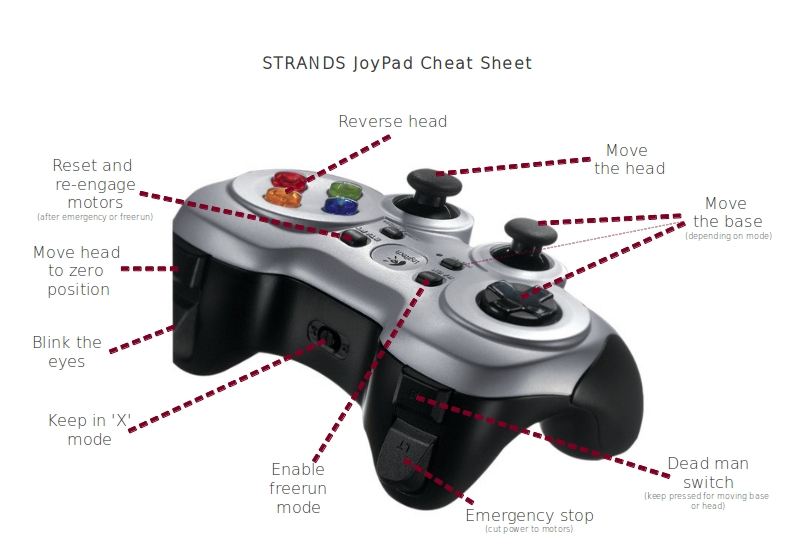 STRANDS JoyPad Cheat Sheet
Reverse head
Move
the head
Reset and
re-engage
motors
(after emergency or freerun)
Move
the base
(depending on mode)
Move head
to zero
position
Blink the
eyes
Keep in 'X'
mode
Enable
freerun
mode
Dead man
switch
(keep pressed for moving base
or head)
Emergency stop
(cut power to motors)
Logitech
LT